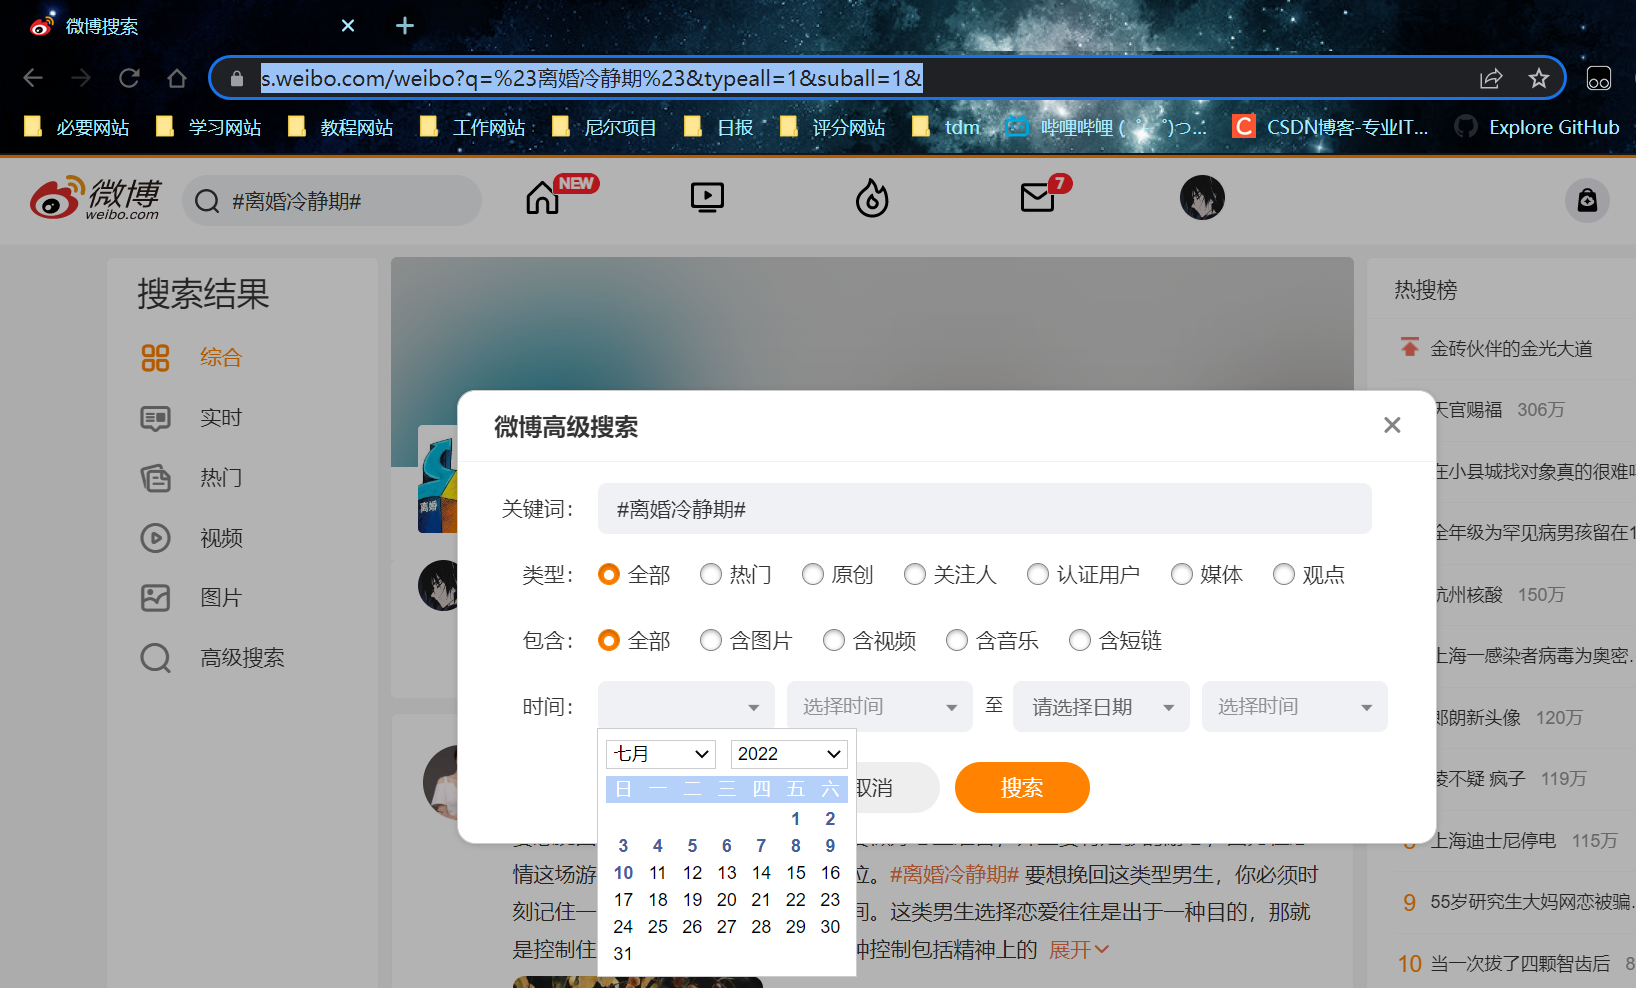 微博搜索
s.weibo.com/weibo?q=%23离婚冷静期%23&typeall=1&suball=1&
必要网站 学习网站 教程网站 工作网站 尼尔项目 日报 评分网站 tdm 哔哩哔哩 ( ゜- ゜)つ… CSDN博客-专业IT… Explore GitHub
微博
weibo.com
#离婚冷静期#
NEW
7
搜索结果
综合
实时
热门
视频
图片
高级搜索
离婚
微博高级搜索
关键词: #离婚冷静期#
类型: 全部 热门 原创 关注人 认证用户 媒体 观点
包含: 全部 含图片 含视频 含音乐 含短链
时间: 选择时间 至 请选择日期 选择时间
七月 2022
日 一 二 三 四 五 六
1 2
3 4 5 6 7 8 9
10 11 12 13 14 15 16
17 18 19 20 21 22 23
24 25 26 27 28 29 30
31
取消 搜索
情这场游 位。#离婚冷静期# 要想挽回这类型男生，你必须时
刻记住一 间。这类男生选择恋爱往往是出于一种目的，那就
是控制住 种控制包括精神上的 展开
热搜榜
金砖伙伴的金光大道
天官赐福 306万
在小县城找对象真的很难
全年级为罕见病男孩留在1
杭州核酸 150万
上海一感染者病毒为奥密…
郎朗新头像 120万
凌不疑 疯子 119万
上海迪士尼停电 115万
9 55岁研究生大妈网恋被骗…
10 当一次拔了四颗智齿后 8